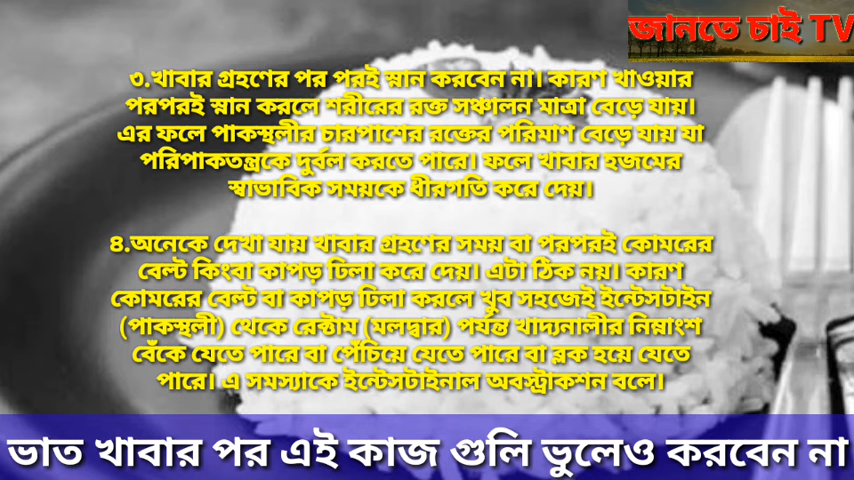 জানতে চাই TV
৩.খাবার গ্রহণের পর পরই স্নান করবেন না। কারণ খাওয়ার
পরপরই স্নান করলে শরীরের রক্ত সঞ্চালন মাত্রা বেড়ে যায়।
এর ফলে পাকস্থলীর চারপাশের রক্তের পরিমাণ বেড়ে যায় যা
পরিপাকতন্ত্রকে দুর্বল করতে পারে। ফলে খাবার হজমের
স্বাভাবিক সময়কে ধীরগতি করে দেয়।
৪.অনেকে দেখা যায় খাবার গ্রহণের সময় বা পরপরই কোমরের
বেল্ট কিংবা কাপড় ঢিলা করে দেয়। এটা ঠিক নয়। কারণ
কোমরের বেল্ট বা কাপড় ঢিলা করলে খুব সহজেই ইন্টেসটাইন
(পাকস্থলী) থেকে রেক্টাম (মলদ্বার) পর্যন্ত খাদ্যনালীর নিম্নাংশ
বেঁকে যেতে পারে বা পেঁচিয়ে যেতে পারে বা ব্লক হয়ে যেতে
পারে। এ সমস্যাকে ইন্টেসটাইনাল অবস্ট্রাকশন বলে।
ভাত খাবার পর এই কাজ গুলি ভুলেও করবেন না